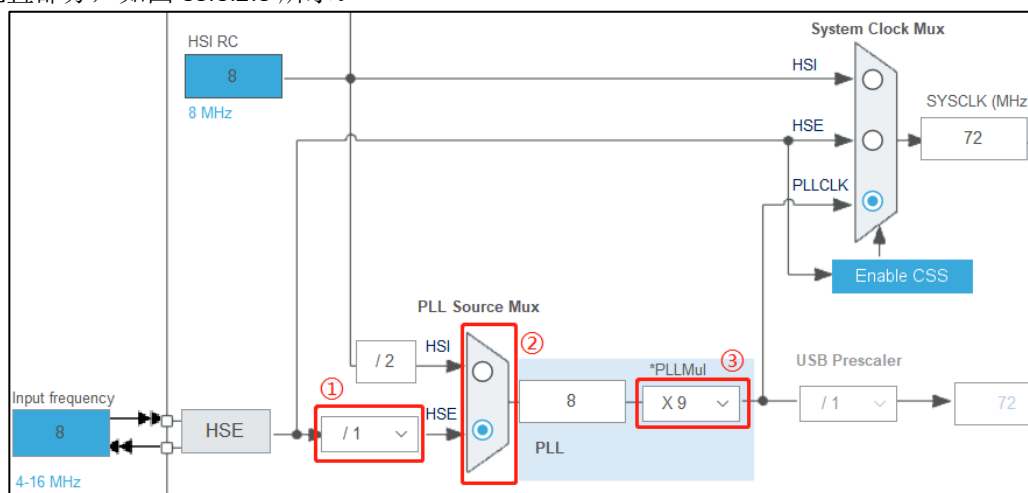 System Clock Mux
HSI RC
8
8 MHz
HSI
SYSCLK (MHz
HSE
72
PLLCLK
Enable CSS
PLL Source Mux
HSI
②
/ 2
*PLLMul
③
USB Prescaler
①
Input frequency
8
HSE
/ 1
HSE
8
X 9
/ 1
72
PLL
4-16 MHz